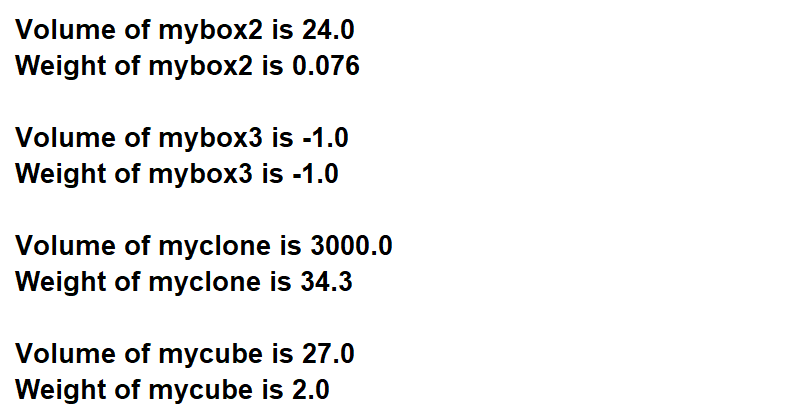 Volume of mybox2 is 24.0
Weight of mybox2 is 0.076
Volume of mybox3 is -1.0
Weight of mybox3 is -1.0
Volume of myclone is 3000.0
Weight of myclone is 34.3
Volume of mycube is 27.0
Weight of mycube is 2.0